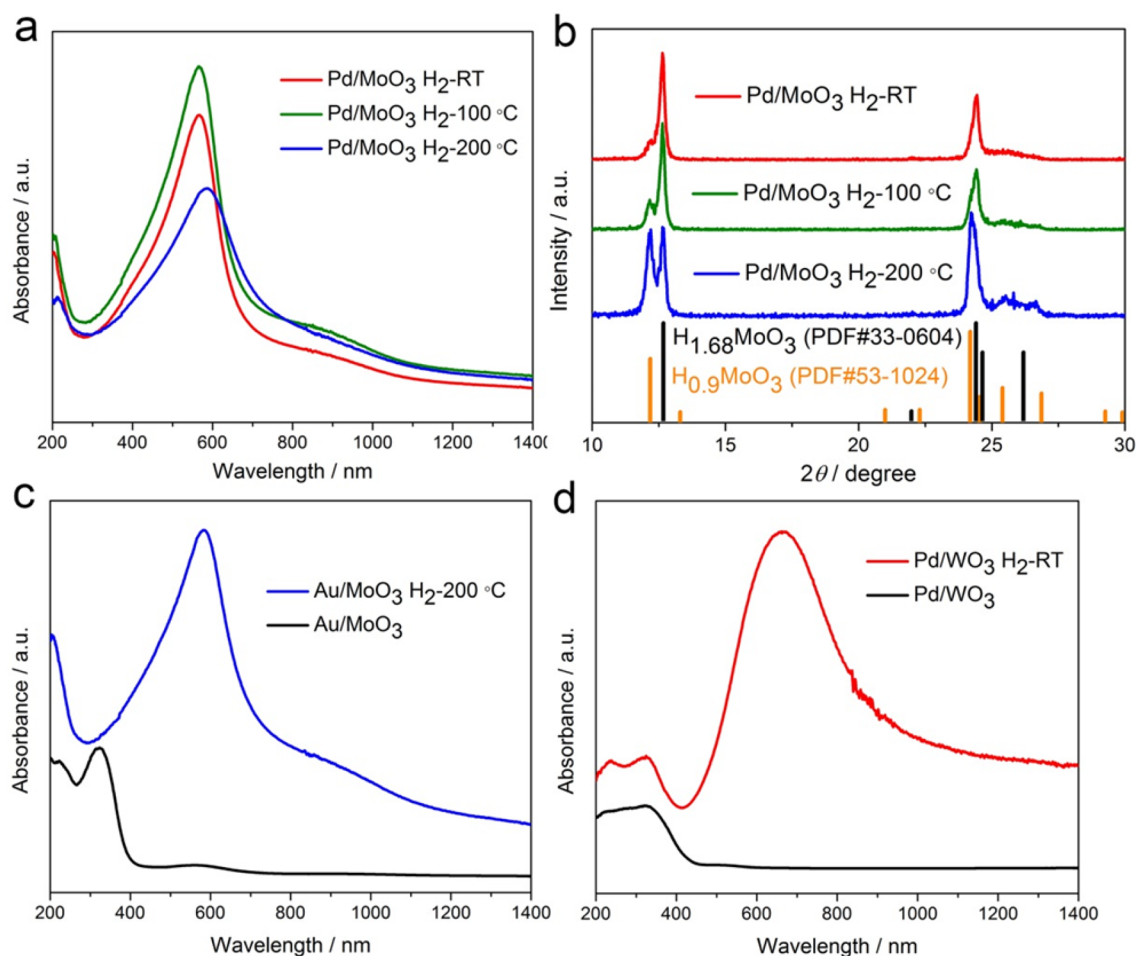 a
Pd/MoO3 H2-RT
Pd/MoO3 H2-100 °C
Pd/MoO3 H2-200 °C
Absorbance / a.u.
200 400 600 800 1000 1200 1400
Wavelength / nm
b
Pd/MoO3 H2-RT
Pd/MoO3 H2-100 °C
Pd/MoO3 H2-200 °C
H1.68MoO3 (PDF#33-0604)
H0.9MoO3 (PDF#53-1024)
Intensity / a.u.
10 15 20 25 30
2θ / degree
c
Au/MoO3 H2-200 °C
Au/MoO3
Absorbance / a.u.
200 400 600 800 1000 1200 1400
Wavelength / nm
d
Pd/WO3 H2-RT
Pd/WO3
Absorbance / a.u.
200 400 600 800 1000 1200 1400
Wavelength / nm